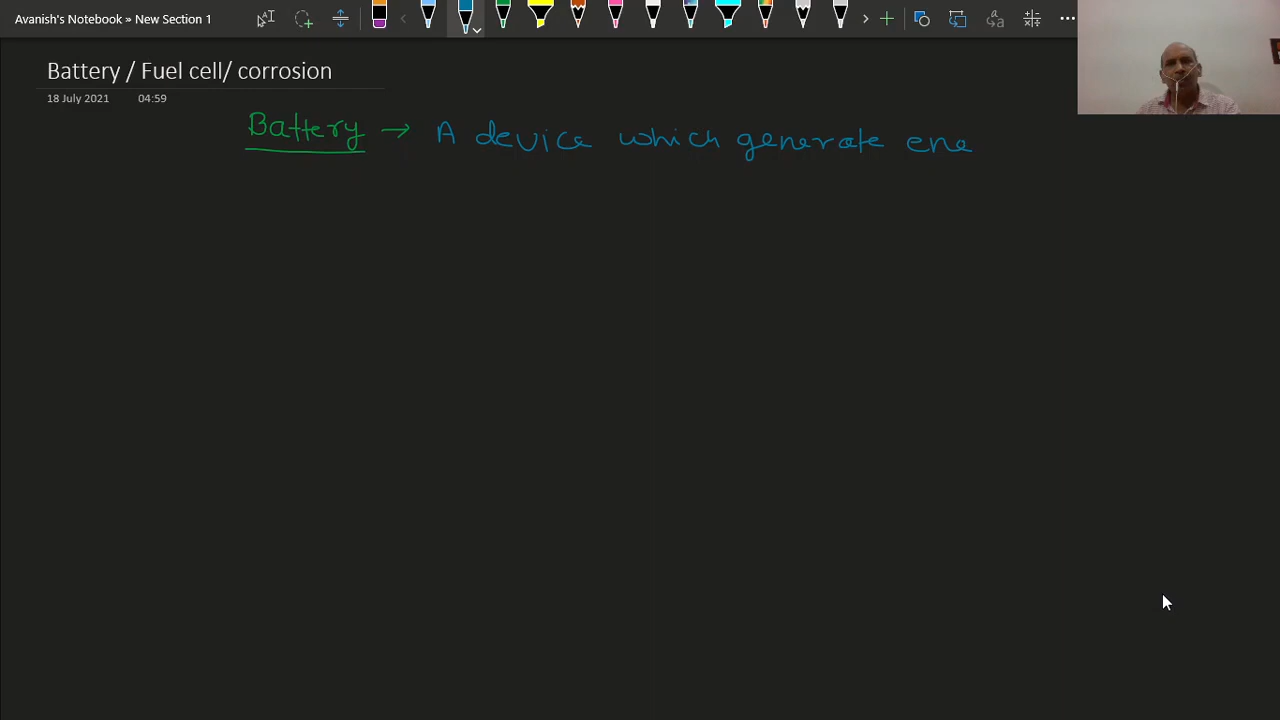 Avanish's Notebook » New Section 1
Battery / Fuel cell/ corrosion
18 July 2021 04:59
Battery → A device which generate ene